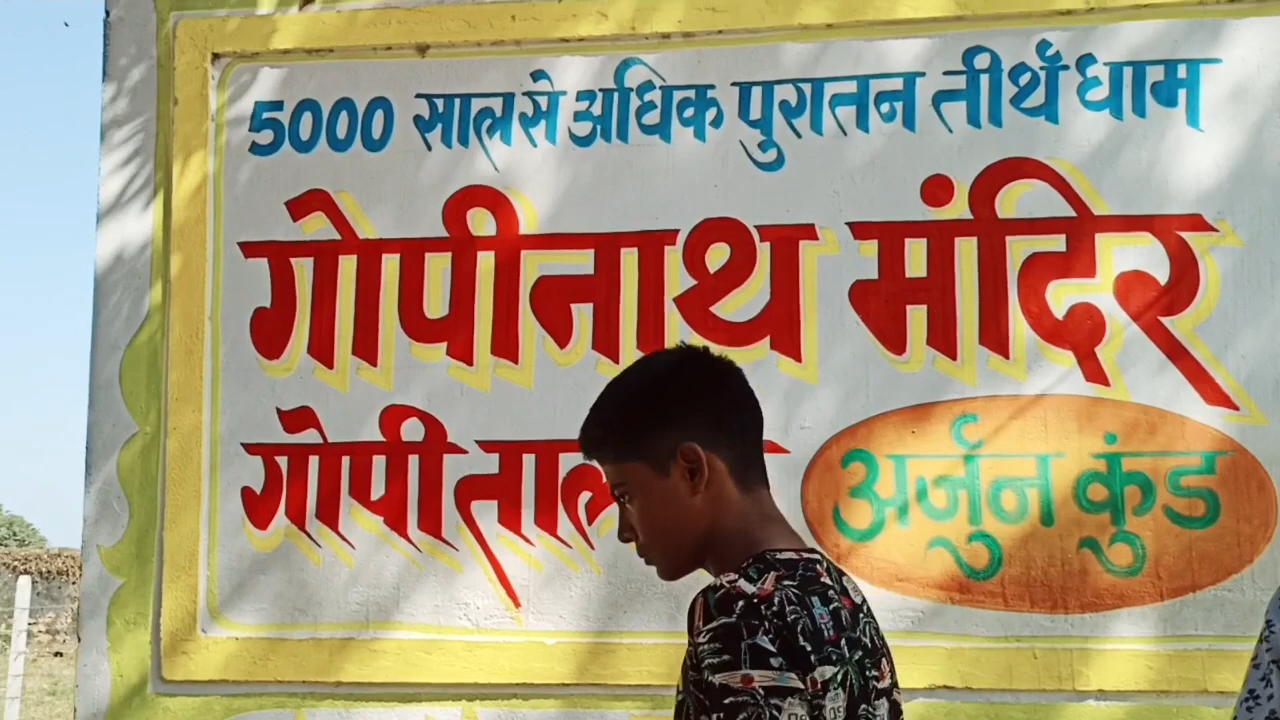 5000 साल से अधिक पुरातन तीर्थ धाम
गोपीनाथ मंदिर
गोपी
अर्जुन कुंड